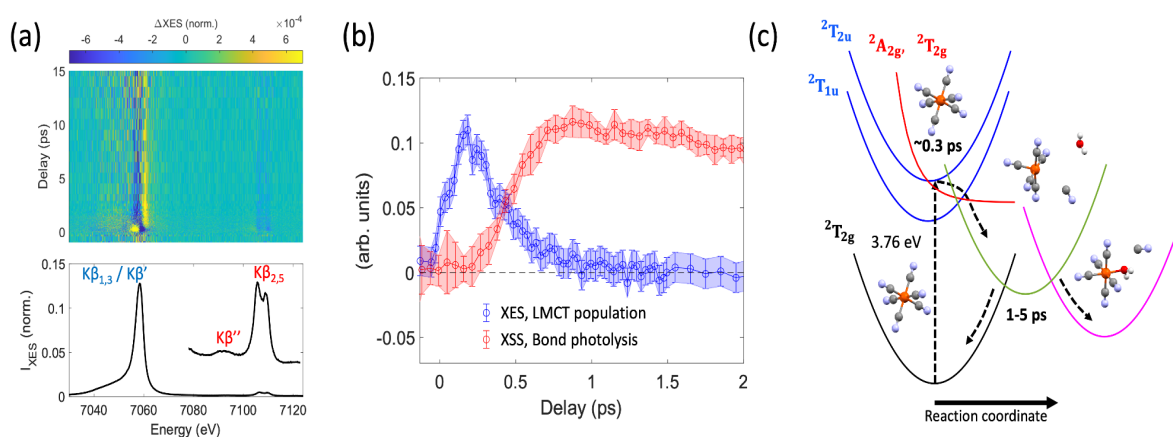 (a)
ΔXES (norm.)
×10⁻⁴
-6 -4 -2 0 2 4 6
15
10
5
0
Delay (ps)
Kβ₁,₃ / Kβ'
Kβ''
Kβ₂,₅
0.15
0.10
0.05
0
I_XES (norm.)
7040 7060 7100 7120
Energy (eV)
(b)
0.15
0.1
0.05
0
-0.05
(arb. units)
XES, LMCT population
XSS, Bond photolysis
0 0.5 1 1.5 2
Delay (ps)
(c)
²T₂u
²A₂g, ²T₂g
²T₁u
~0.3 ps
²T₂g
3.76 eV
1-5 ps
Reaction coordinate